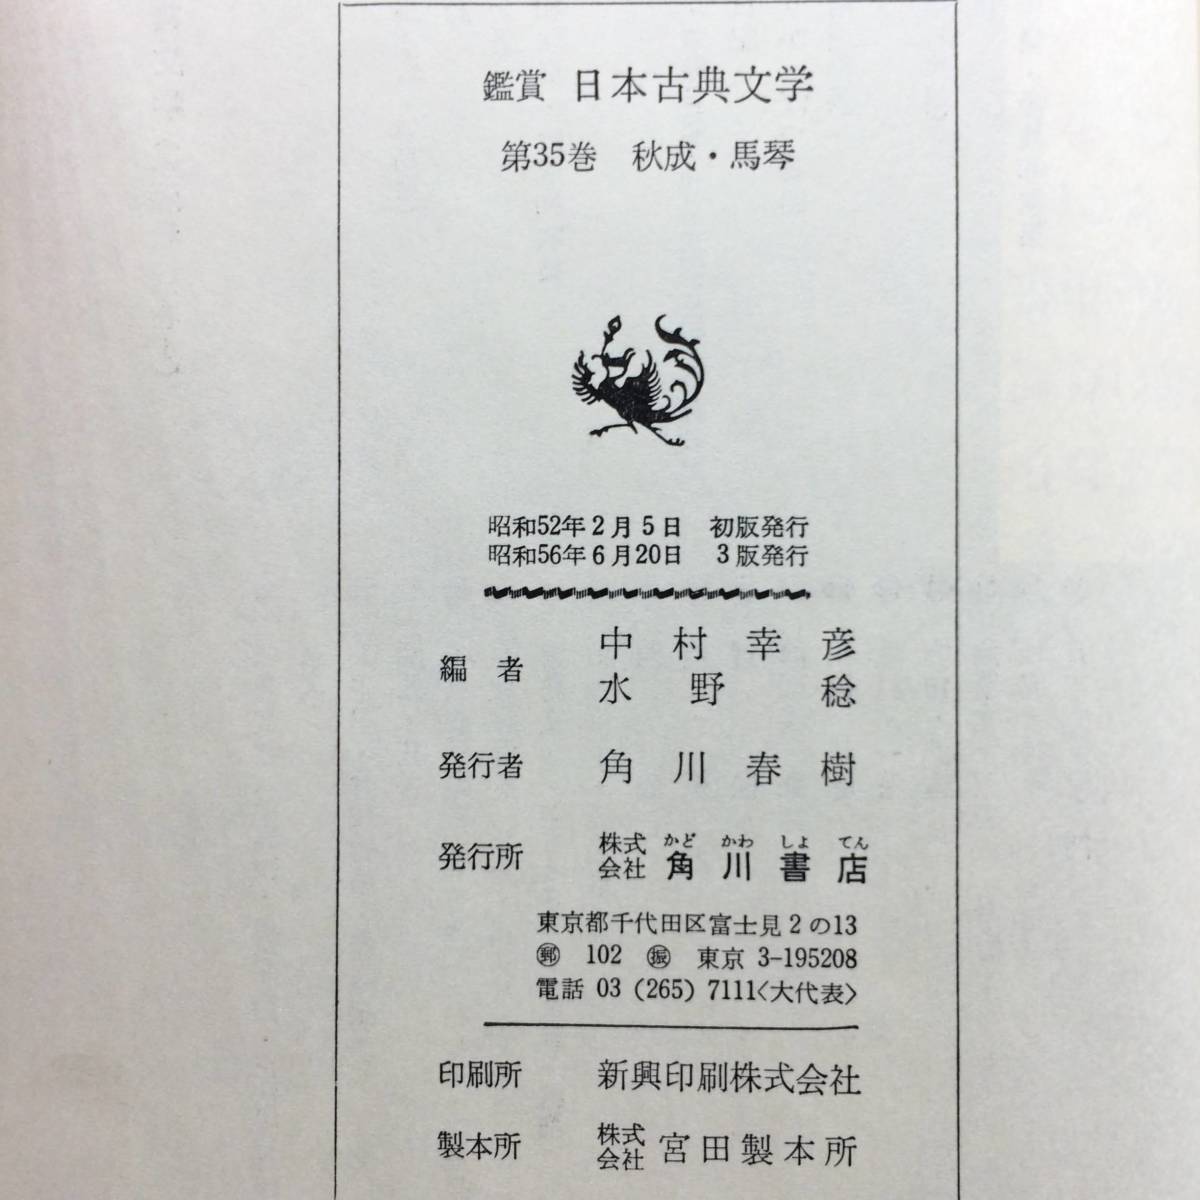 鑑賞 日本古典文学
第35巻 秋成・馬琴
昭和52年2月5日 初版発行
昭和56年6月20日 3版発行
編者 中村幸彦
水野稔
発行者 角川春樹
発行所 株式会社 角川書店
かど かわ しょ てん
東京都千代田区富士見2の13
郵 102 振 東京 3-195208
電話 03 (265) 7111〈大代表〉
印刷所 新興印刷株式会社
製本所 株式会社 宮田製本所